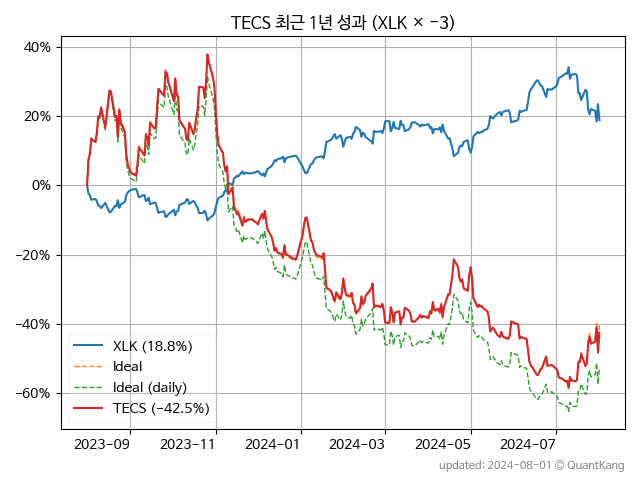 TECS 최근 1년 성과 (XLK × −3)
40%
20%
0%
−20%
−40%
−60%
XLK (18.8%)
Ideal
Ideal (daily)
TECS (−42.5%)
2023−09 2023−11 2024−01 2024−03 2024−05 2024−07
updated: 2024-08-01 © QuantKang